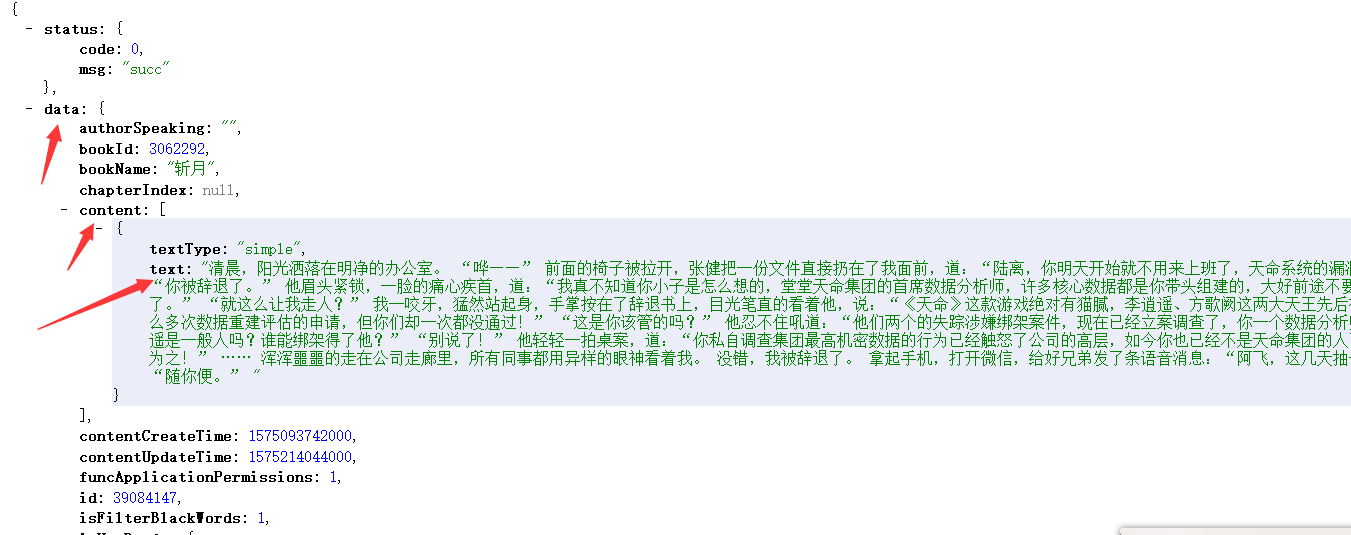 {
- status: {
code: 0,
msg: "succ"
},
- data: {
authorSpeaking: "",
bookId: 3062292,
bookName: "斩月",
chapterIndex: null,
- content: [
- {
textType: "simple",
text: "清晨，阳光洒落在明净的办公室。 “哗——” 前面的椅子被拉开，张健把一份文件直接扔在了我面前，道：“陆离，你明天开始就不用来上班了，天命系统的漏洞
“你被辞退了。” 他眉头紧锁，一脸的痛心疾首，道：“我真不知道你小子是怎么想的，堂堂天命集团的首席数据分析师，许多核心数据都是你带头组建的，大好前途不要
了。” “就这么让我走人？” 我一咬牙，猛然站起身，手掌按在了辞退书上，目光笔直的看着他，说：“《天命》这款游戏绝对有猫腻，李逍遥、方歌阙这两大天王先后
么多次数据重建评估的申请，但你们却一次都没通过！” “这是你该管的吗？” 他忍不住吼道：“他们两个的失踪涉嫌绑架案件，现在已经立案调查了，你一个数据分析
遥是一般人吗？谁能绑架得了他？” “别说了！” 他轻轻一拍桌案，道：“你私自调查集团最高机密数据的行为已经触怒了公司的高层，如今你也已经不是天命集团的人
为之！” …… 浑浑噩噩的走在公司走廊里，所有同事都用异样的眼神看着我。 没错，我被辞退了。 拿起手机，打开微信，给好兄弟发了条语音消息：“阿飞，这几天抽
“随你便。” "
}
],
contentCreateTime: 1575093742000,
contentUpdateTime: 1575214044000,
funcApplicationPermissions: 1,
id: 39084147,
isFilterBlackWords: 1,